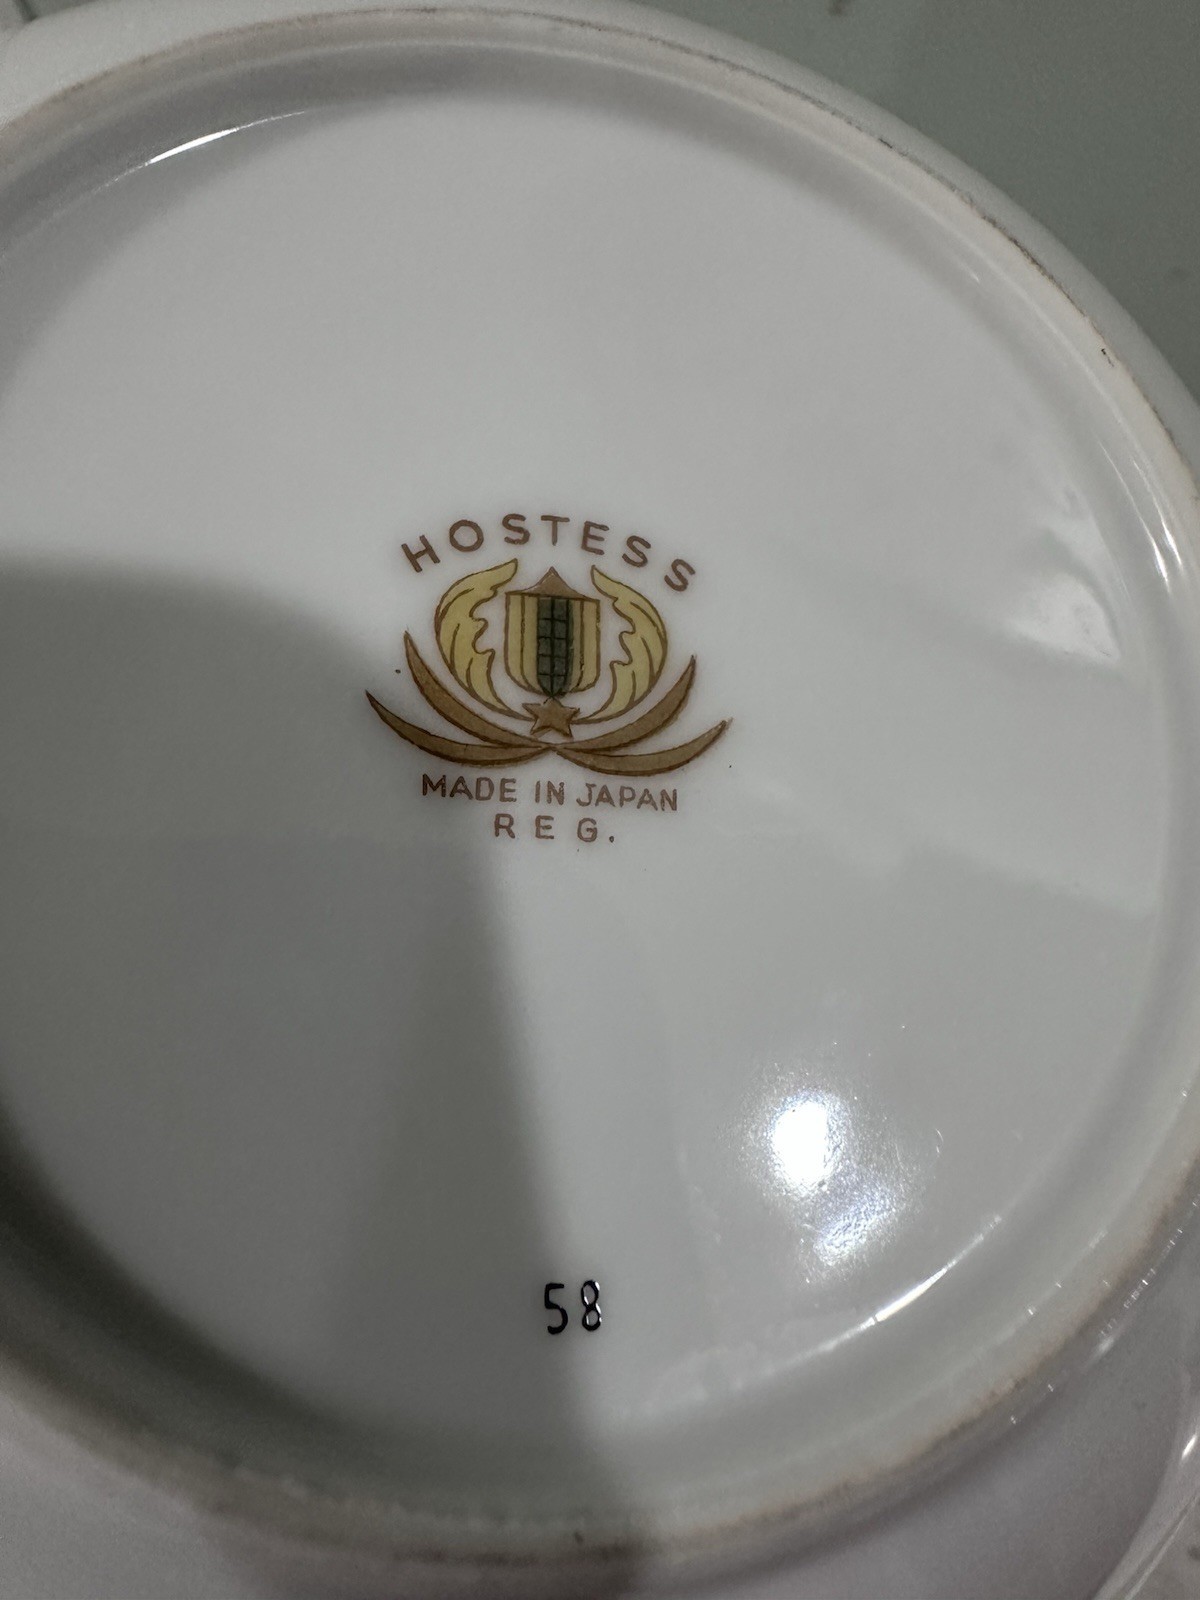 HOSTESS
MADE IN JAPAN
REG.
58